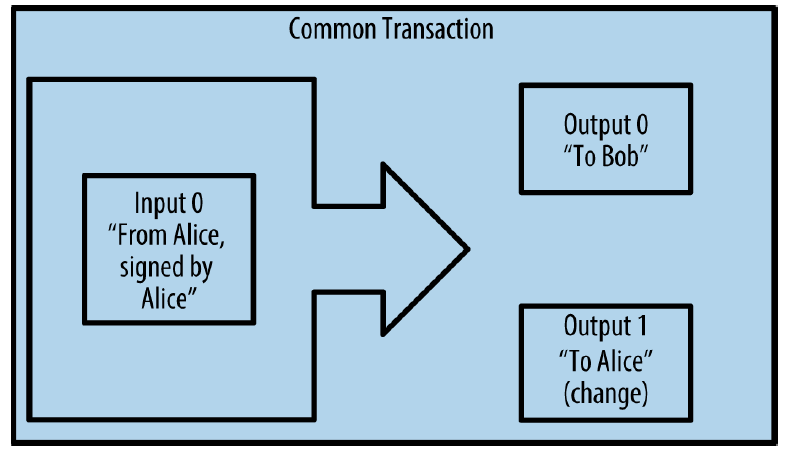 Common Transaction
Input 0
“From Alice,
signed by
Alice”
Output 0
“To Bob”
Output 1
“To Alice”
(change)